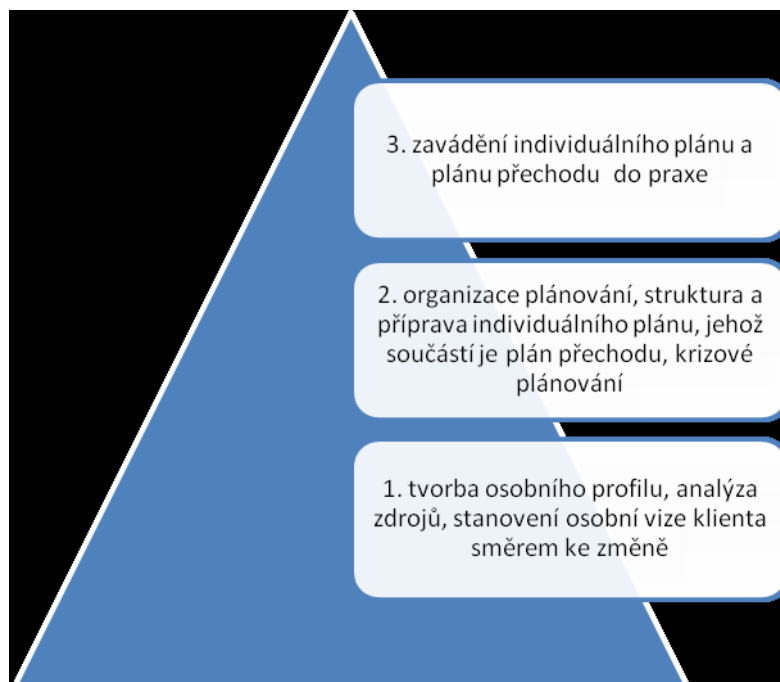 3. zavádění individuálního plánu a
plánu přechodu do praxe
2. organizace plánování, struktura a
příprava individuálního plánu, jehož
součástí je plán přechodu, krizové
plánování
1. tvorba osobního profilu, analýza
zdrojů, stanovení osobní vize klienta
směrem ke změně